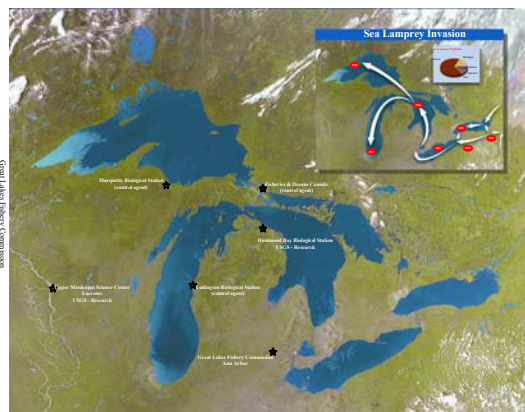 Sea Lamprey Invasion
Marquette Biological Station
(control agent)
Fisheries & Oceans Canada
(control agent)
Hammond Bay Biological Station
USGS - Research
Upper Mississippi Science Center
Lacrosse
USGS - Research
Ludington Biological Station
(control agent)
Great Lakes Fishery Commission
Ann Arbor
Great Lakes Fishery Commission